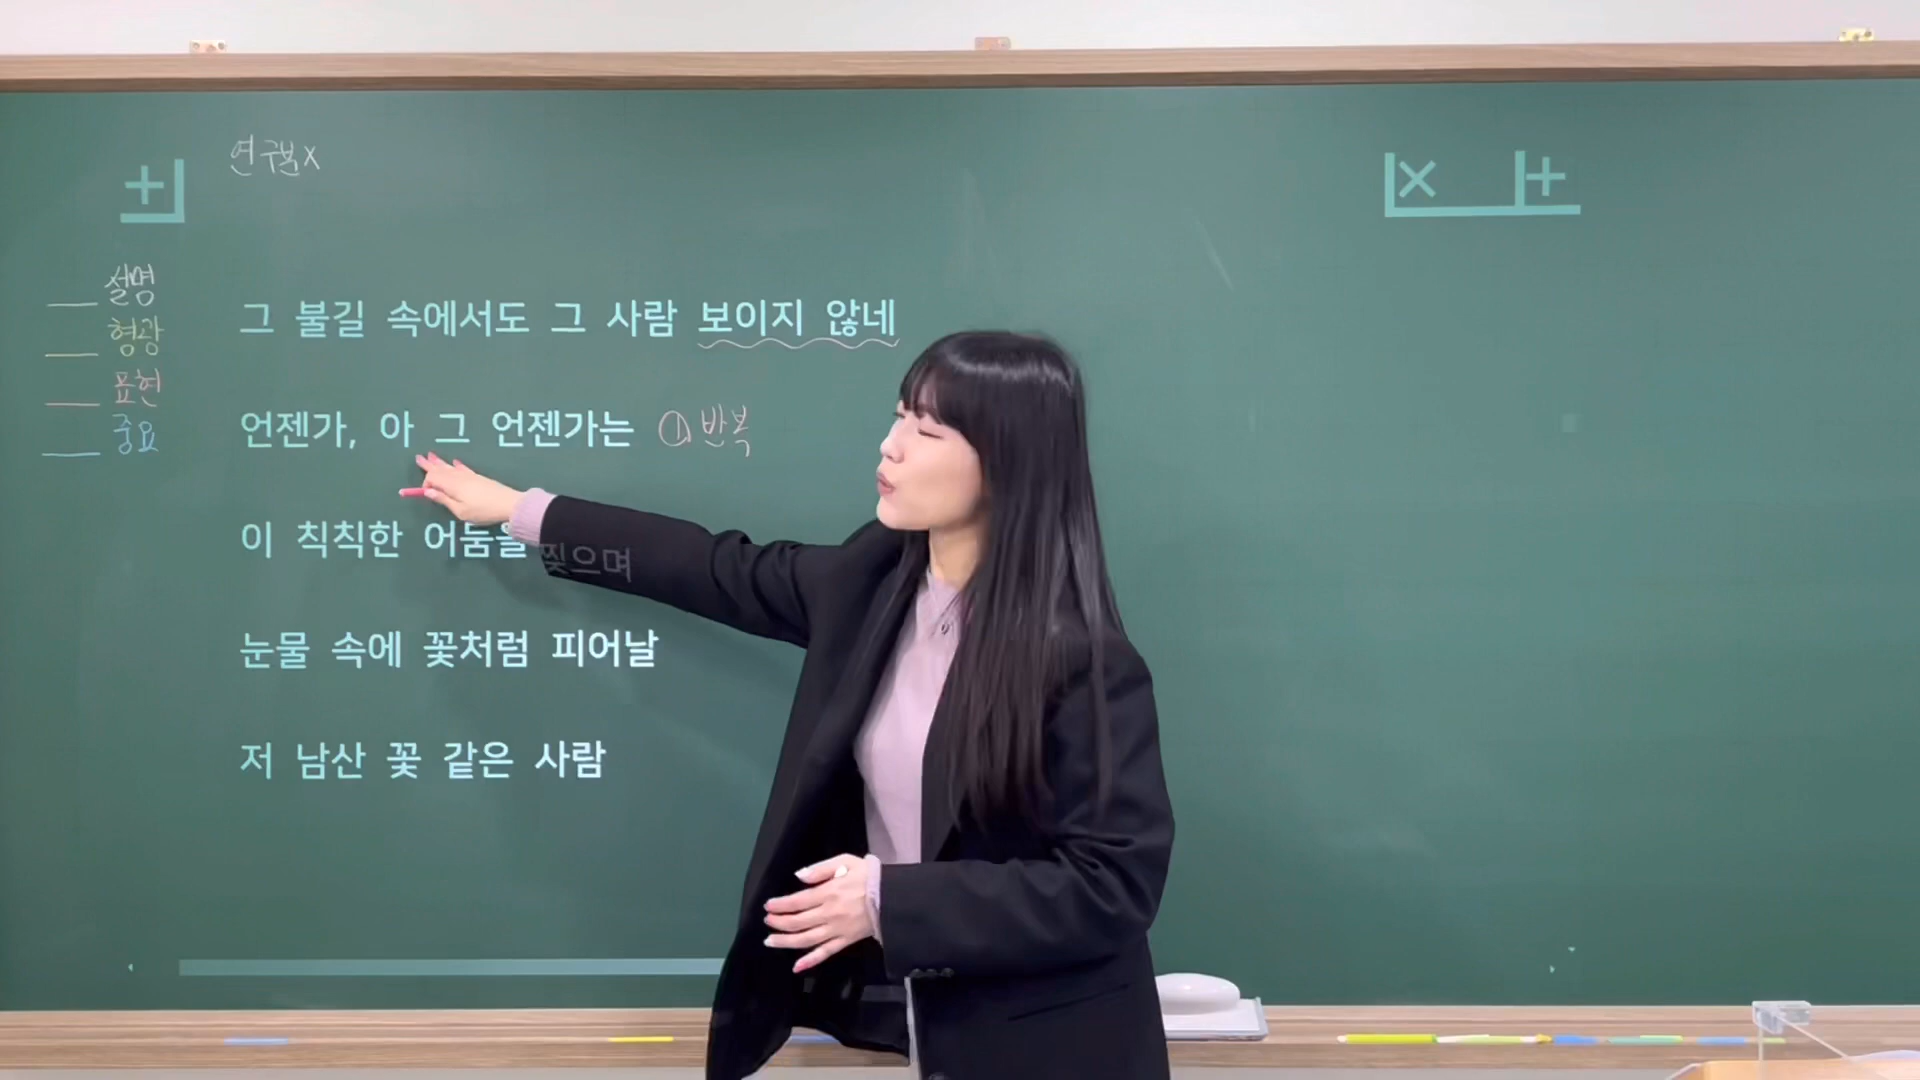 연구분X
설명
형광
표현
중요
그 불길 속에서도 그 사람 보이지 않네
언젠가, 아 그 언젠가는 ① 반복
이 칙칙한 어둠을 찢으며
눈물 속에 꽃처럼 피어날
저 남산 꽃 같은 사람